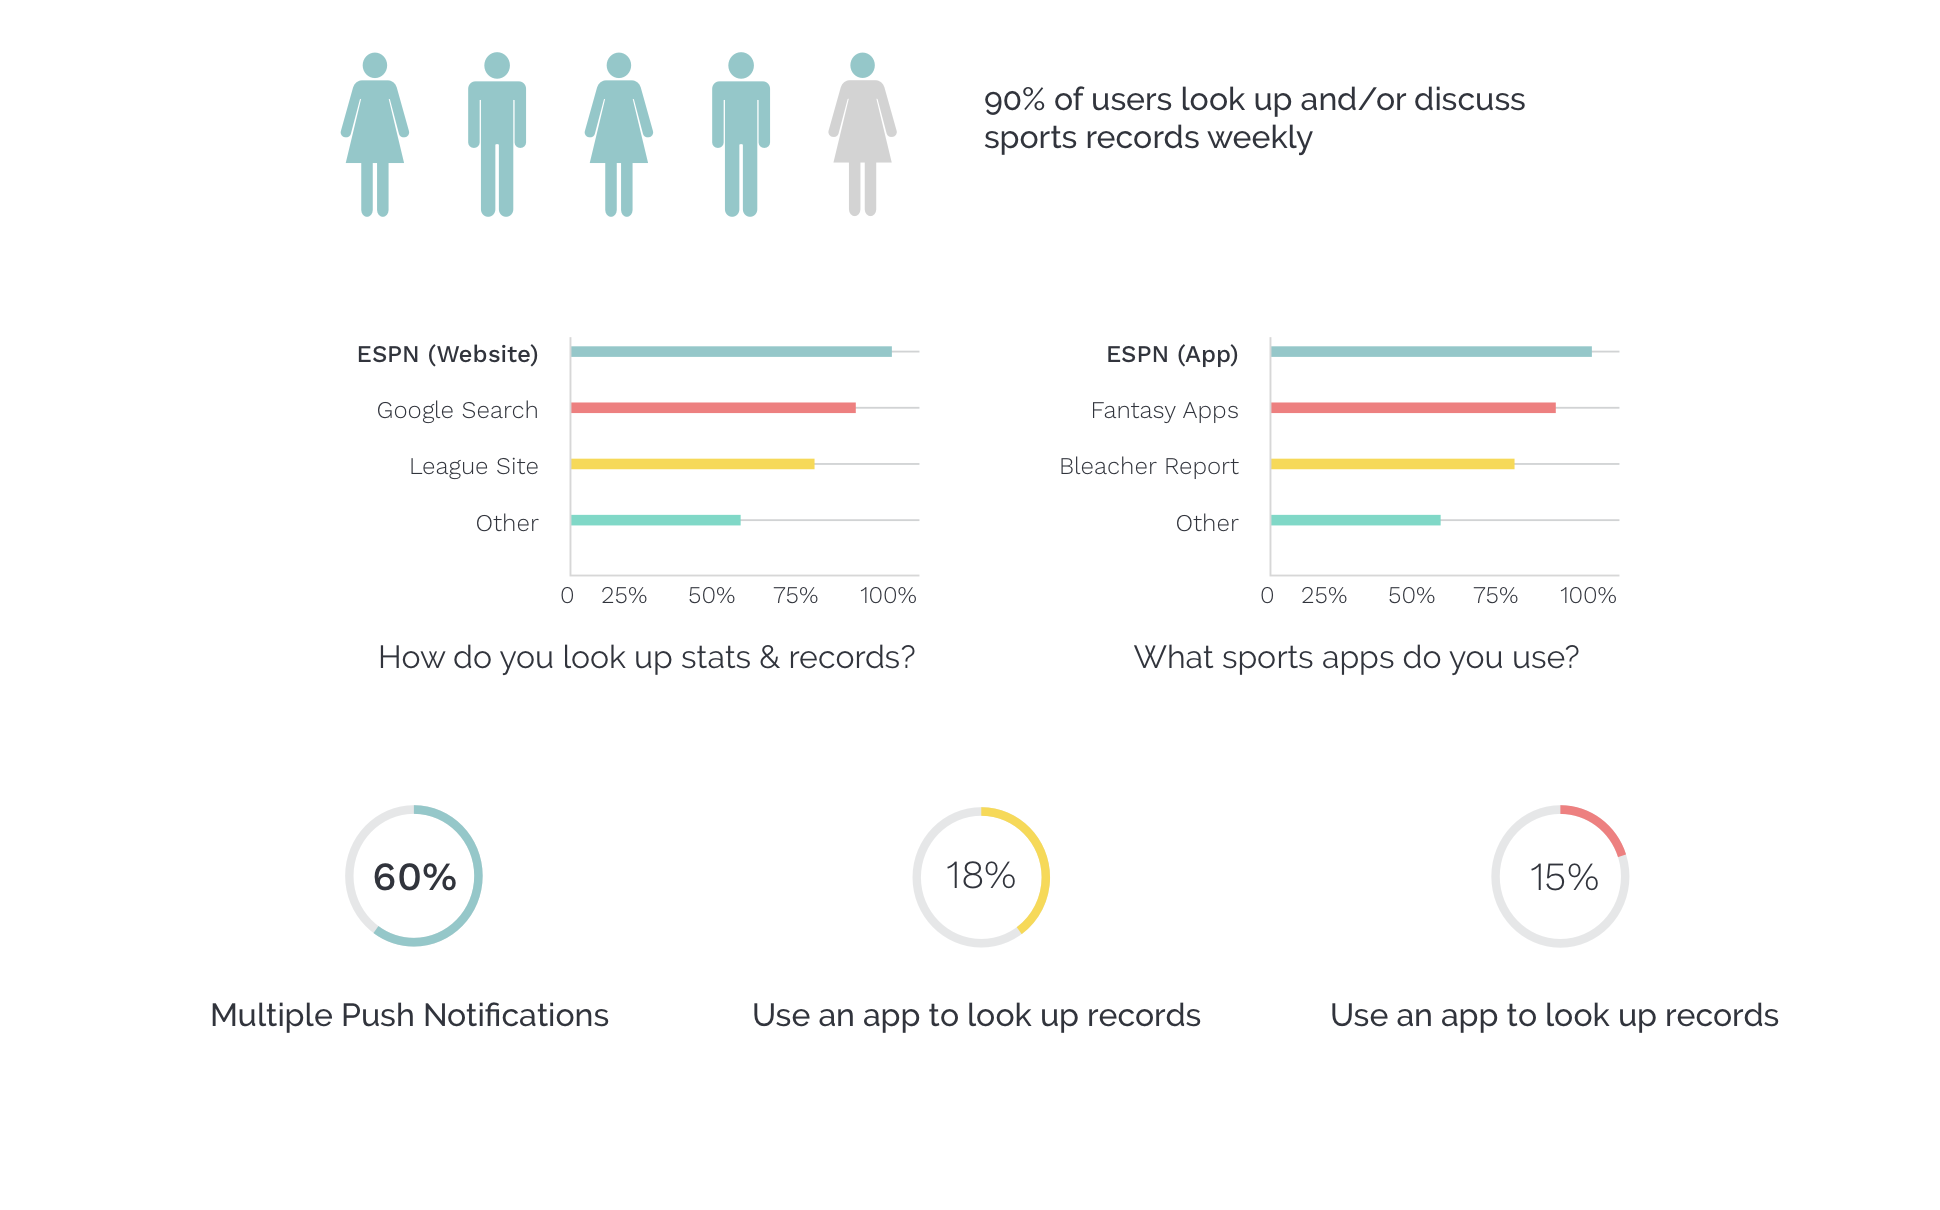 90% of users look up and/or discuss
sports records weekly
ESPN (Website)
Google Search
League Site
Other
0 25% 50% 75% 100%
How do you look up stats & records?
ESPN (App)
Fantasy Apps
Bleacher Report
Other
0 25% 50% 75% 100%
What sports apps do you use?
60%
Multiple Push Notifications
18%
Use an app to look up records
15%
Use an app to look up records